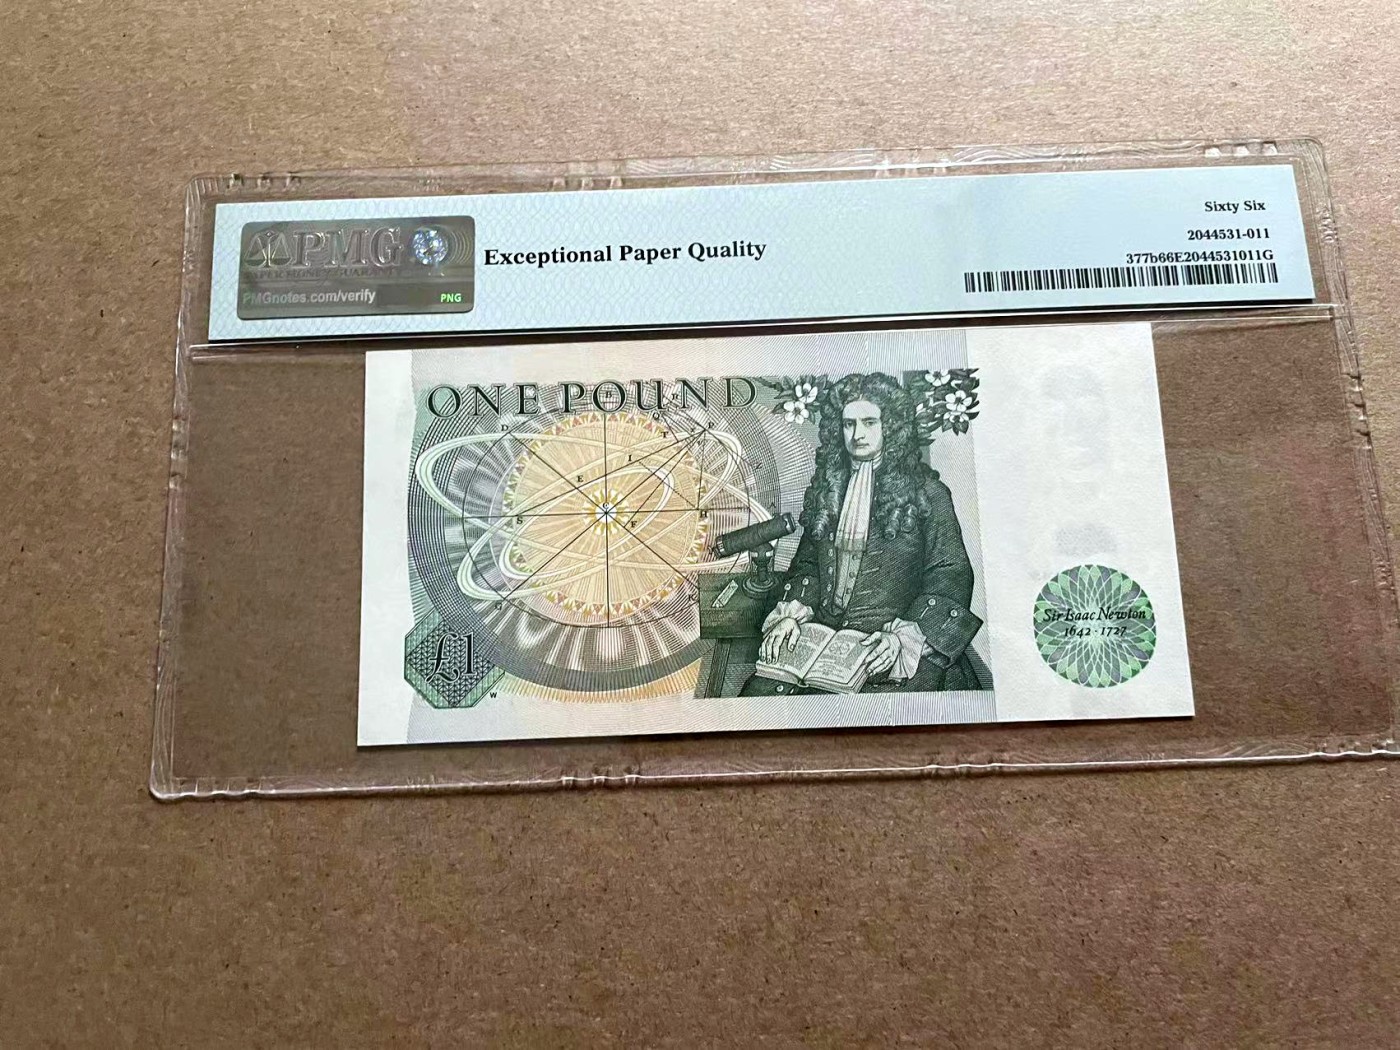 PMG
PAPER MONEY GUARANTY
PMGnotes.com/verify
PNG
Exceptional Paper Quality
Sixty Six
2044531-011
377b66E2044531011G
ONE POUND
£1
W
Sir Isaac Newton
1642 - 1727